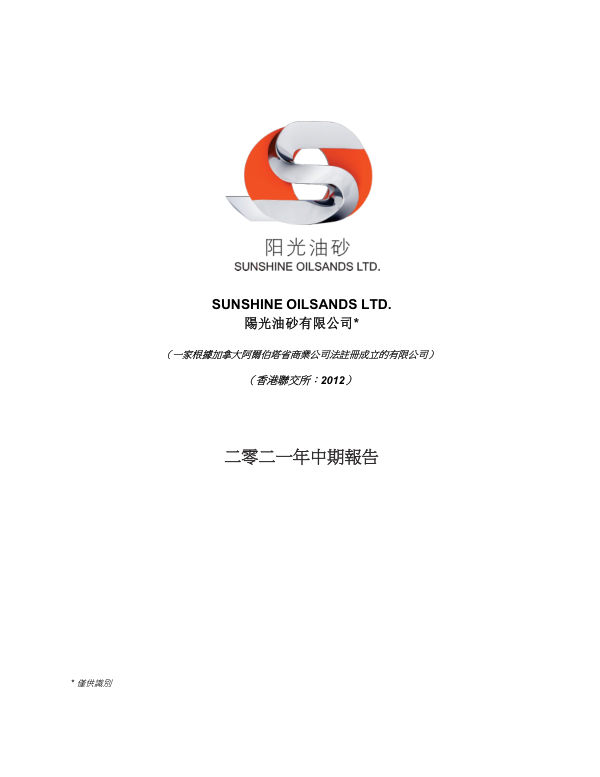 阳光油砂
SUNSHINE OILSANDS LTD.
SUNSHINE OILSANDS LTD.
陽光油砂有限公司*
（一家根據加拿大阿爾伯塔省商業公司法註冊成立的有限公司）
（香港聯交所：2012）
二零二一年中期報告
* 僅供識別